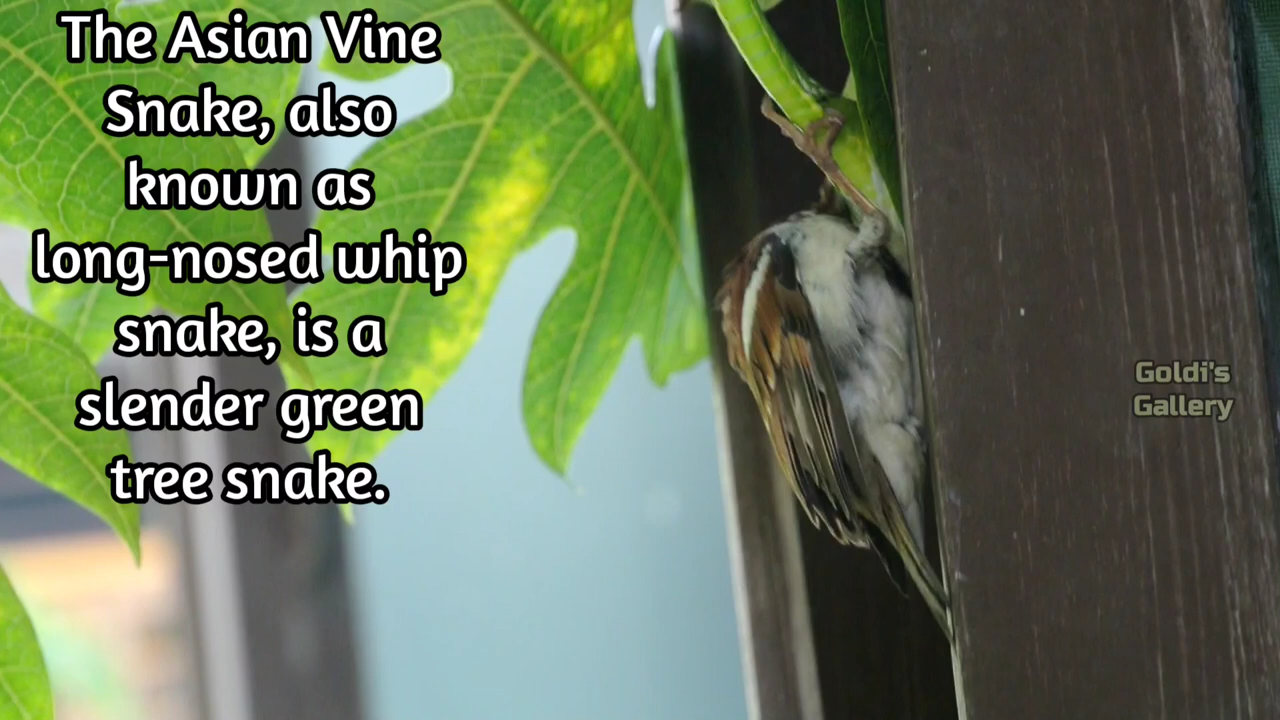 The Asian Vine
Snake, also
known as
long-nosed whip
snake, is a
slender green
tree snake.
Goldi's
Gallery